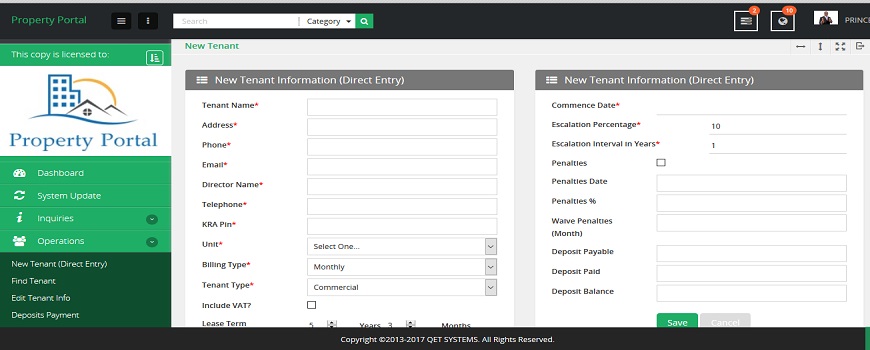 Property Portal
Search
Category
2
10
PRINC
This copy is licensed to:
New Tenant
Property Portal
Dashboard
System Update
Inquiries
Operations
New Tenant (Direct Entry)
Find Tenant
Edit Tenant Info
Deposits Payment
New Tenant Information (Direct Entry)
Tenant Name*
Address*
Phone*
Email*
Director Name*
Telephone*
KRA Pin*
Unit* Select One...
Billing Type* Monthly
Tenant Type* Commercial
Include VAT?
Lease Term 5 Years 3 Months
New Tenant Information (Direct Entry)
Commence Date*
Escalation Percentage* 10
Escalation Interval in Years* 1
Penalties
Penalties Date
Penalties %
Waive Penalties
(Month)
Deposit Payable
Deposit Paid
Deposit Balance
Save Cancel
Copyright ©2013-2017 QET SYSTEMS. All Rights Reserved.